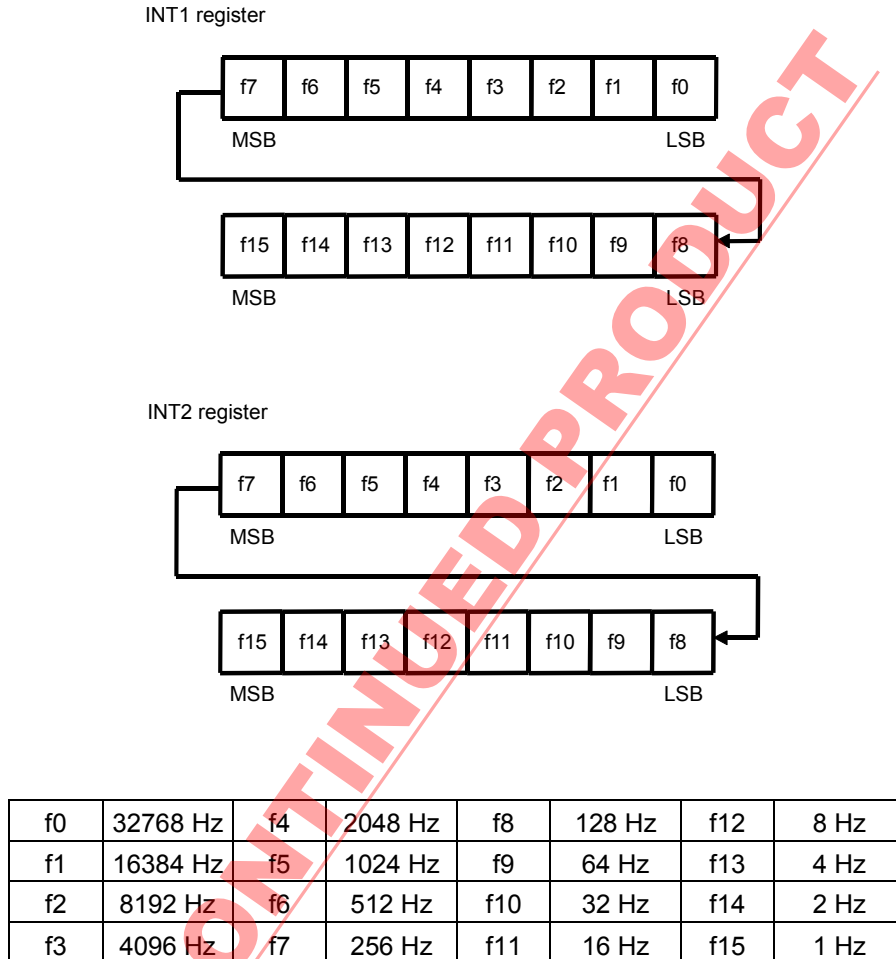 INT1 register
f7 f6 f5 f4 f3 f2 f1 f0
MSB LSB
f15 f14 f13 f12 f11 f10 f9 f8
MSB LSB
INT2 register
f7 f6 f5 f4 f3 f2 f1 f0
MSB LSB
f15 f14 f13 f12 f11 f10 f9 f8
MSB LSB
f0 32768 Hz f4 2048 Hz f8 128 Hz f12 8 Hz
f1 16384 Hz f5 1024 Hz f9 64 Hz f13 4 Hz
f2 8192 Hz f6 512 Hz f10 32 Hz f14 2 Hz
f3 4096 Hz f7 256 Hz f11 16 Hz f15 1 Hz
ONTINUED PRODUCT